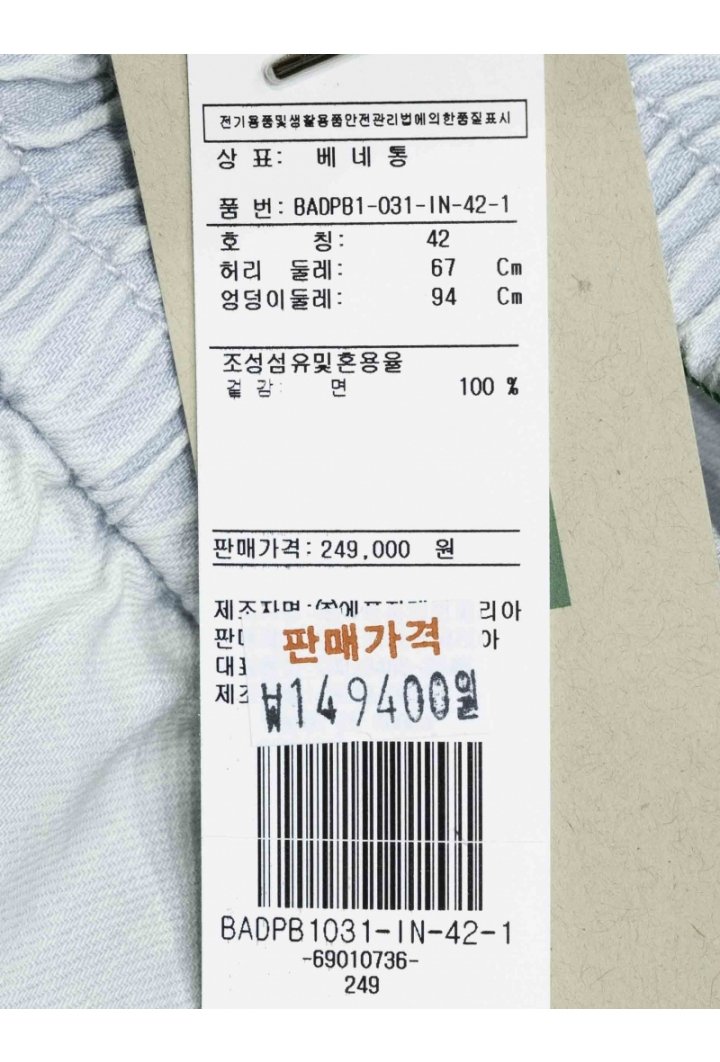 전기용품및생활용품안전관리법에의한품질표시
상 표: 베 네 통
품 번: BADPB1-031-IN-42-1
호 칭: 42
허리 둘레: 67 Cm
엉덩이둘레: 94 Cm
조성섬유및혼용율
겉 감: 면 100 %
판매가격: 249,000 원
판매가격
₩149400원
BADPB1031-IN-42-1
-69010736-
249